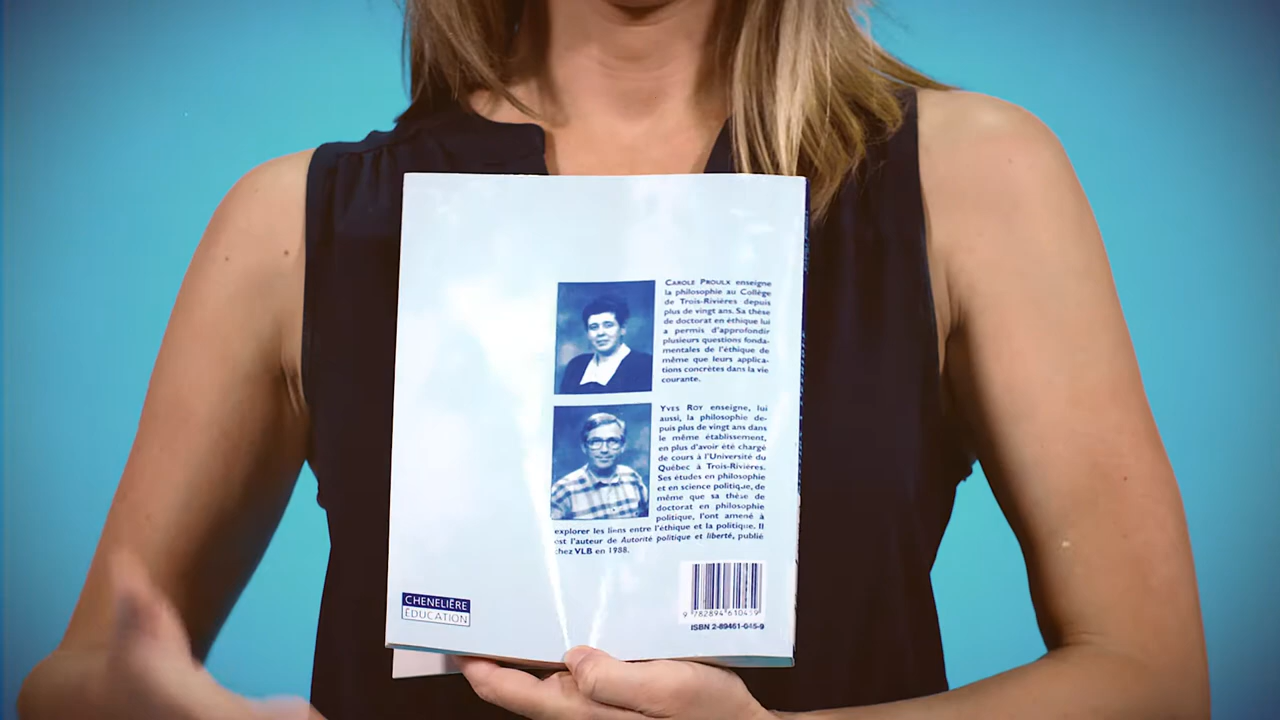 CAROLE PROULX enseigne
la philosophie au Collège
de Trois-Rivières depuis
plus de vingt ans. Sa thèse
de doctorat en éthique lui
a permis d'approfondir
plusieurs questions fonda-
mentales de l'éthique de
même que leurs applica-
tions concrètes dans la vie
courante.
YVES ROY enseigne, lui
aussi, la philosophie de-
puis plus de vingt ans dans
le même établissement,
en plus d'avoir été chargé
de cours à l'Université du
Québec à Trois-Rivières.
Ses études en philosophie
et en science politique, de
même que sa thèse de
doctorat en philosophie
politique, l'ont amené à
explorer les liens entre l'éthique et la politique. Il
est l'auteur de Autorité politique et liberté, publié
chez VLB en 1988.
CHENELIÈRE
ÉDUCATION
9 782894 610459
ISBN 2-89461-045-9